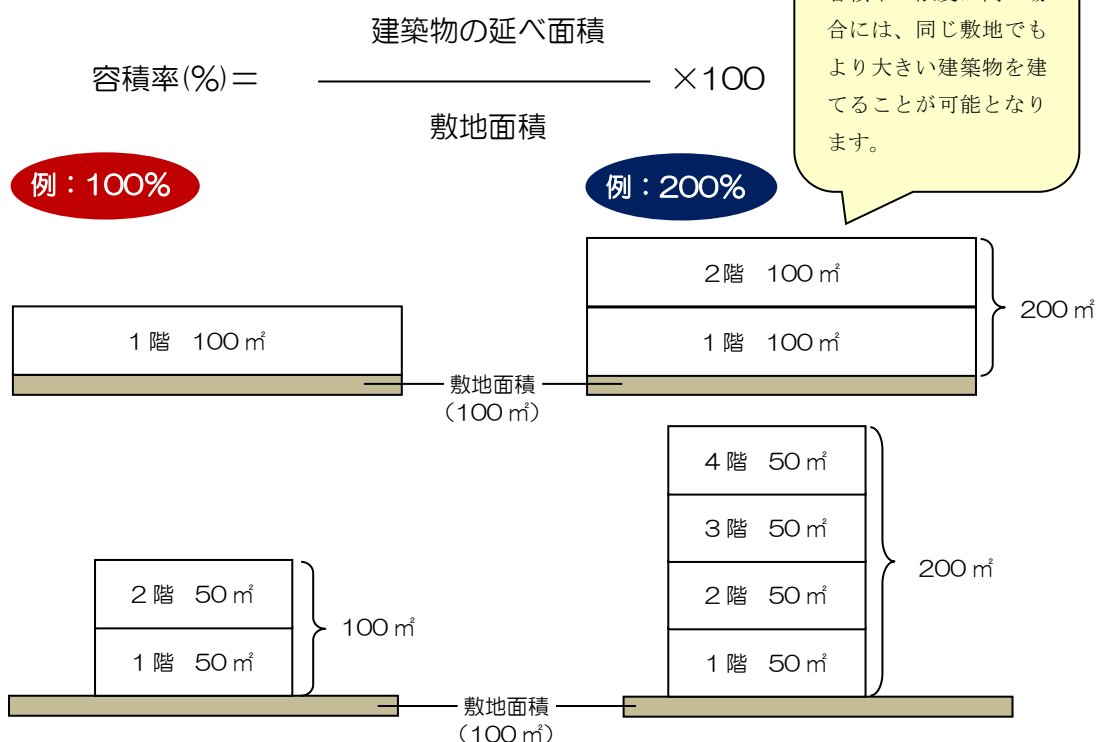 建築物の延べ面積
容積率(%)=
×100
敷地面積
合には、同じ敷地でも
より大きい建築物を建
てることが可能となり
ます。
例：100%
例：200%
1階 100㎡
2階 100㎡
1階 100㎡
200㎡
敷地面積
(100㎡)
2階 50㎡
1階 50㎡
100㎡
4階 50㎡
3階 50㎡
2階 50㎡
1階 50㎡
200㎡
敷地面積
(100㎡)